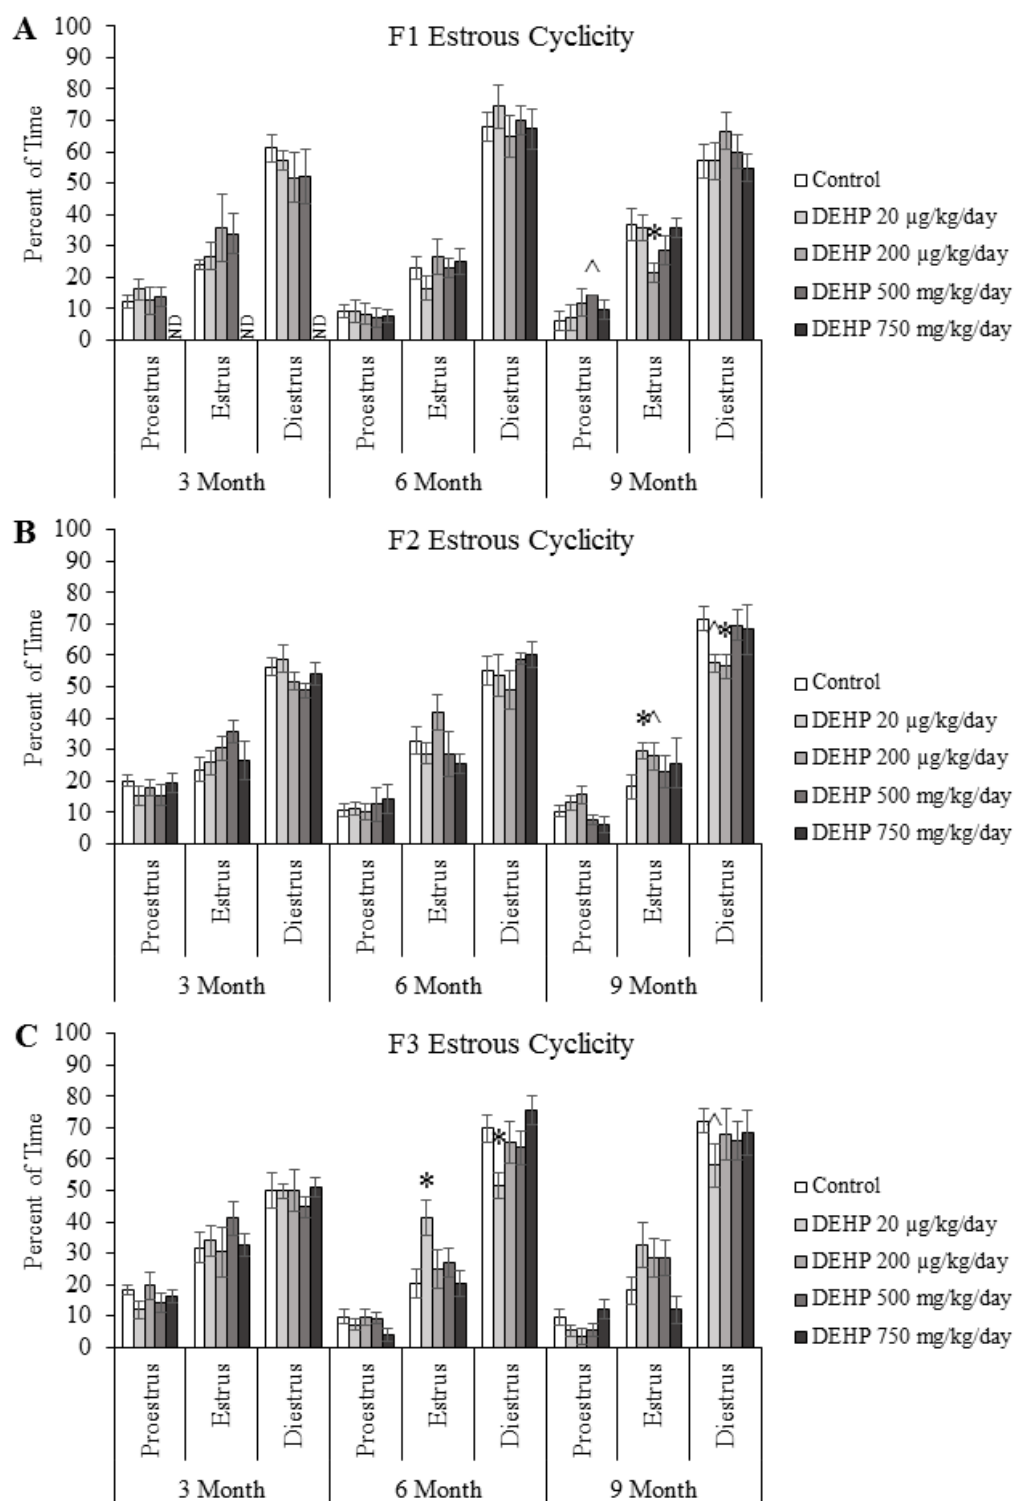 A
F1 Estrous Cyclicity
100
90
80
70
60
50
40
30
20
10
0
Percent of Time
ND
ND
ND
^
*
Proestrus
Estrus
Diestrus
Proestrus
Estrus
Diestrus
Proestrus
Estrus
Diestrus
3 Month
6 Month
9 Month
Control
DEHP 20 µg/kg/day
DEHP 200 µg/kg/day
DEHP 500 mg/kg/day
DEHP 750 mg/kg/day
B
F2 Estrous Cyclicity
100
90
80
70
60
50
40
30
20
10
0
Percent of Time
*^
^*
Proestrus
Estrus
Diestrus
Proestrus
Estrus
Diestrus
Proestrus
Estrus
Diestrus
3 Month
6 Month
9 Month
Control
DEHP 20 µg/kg/day
DEHP 200 µg/kg/day
DEHP 500 mg/kg/day
DEHP 750 mg/kg/day
C
F3 Estrous Cyclicity
100
90
80
70
60
50
40
30
20
10
0
Percent of Time
*
*
^
Proestrus
Estrus
Diestrus
Proestrus
Estrus
Diestrus
Proestrus
Estrus
Diestrus
3 Month
6 Month
9 Month
Control
DEHP 20 µg/kg/day
DEHP 200 µg/kg/day
DEHP 500 mg/kg/day
DEHP 750 mg/kg/day